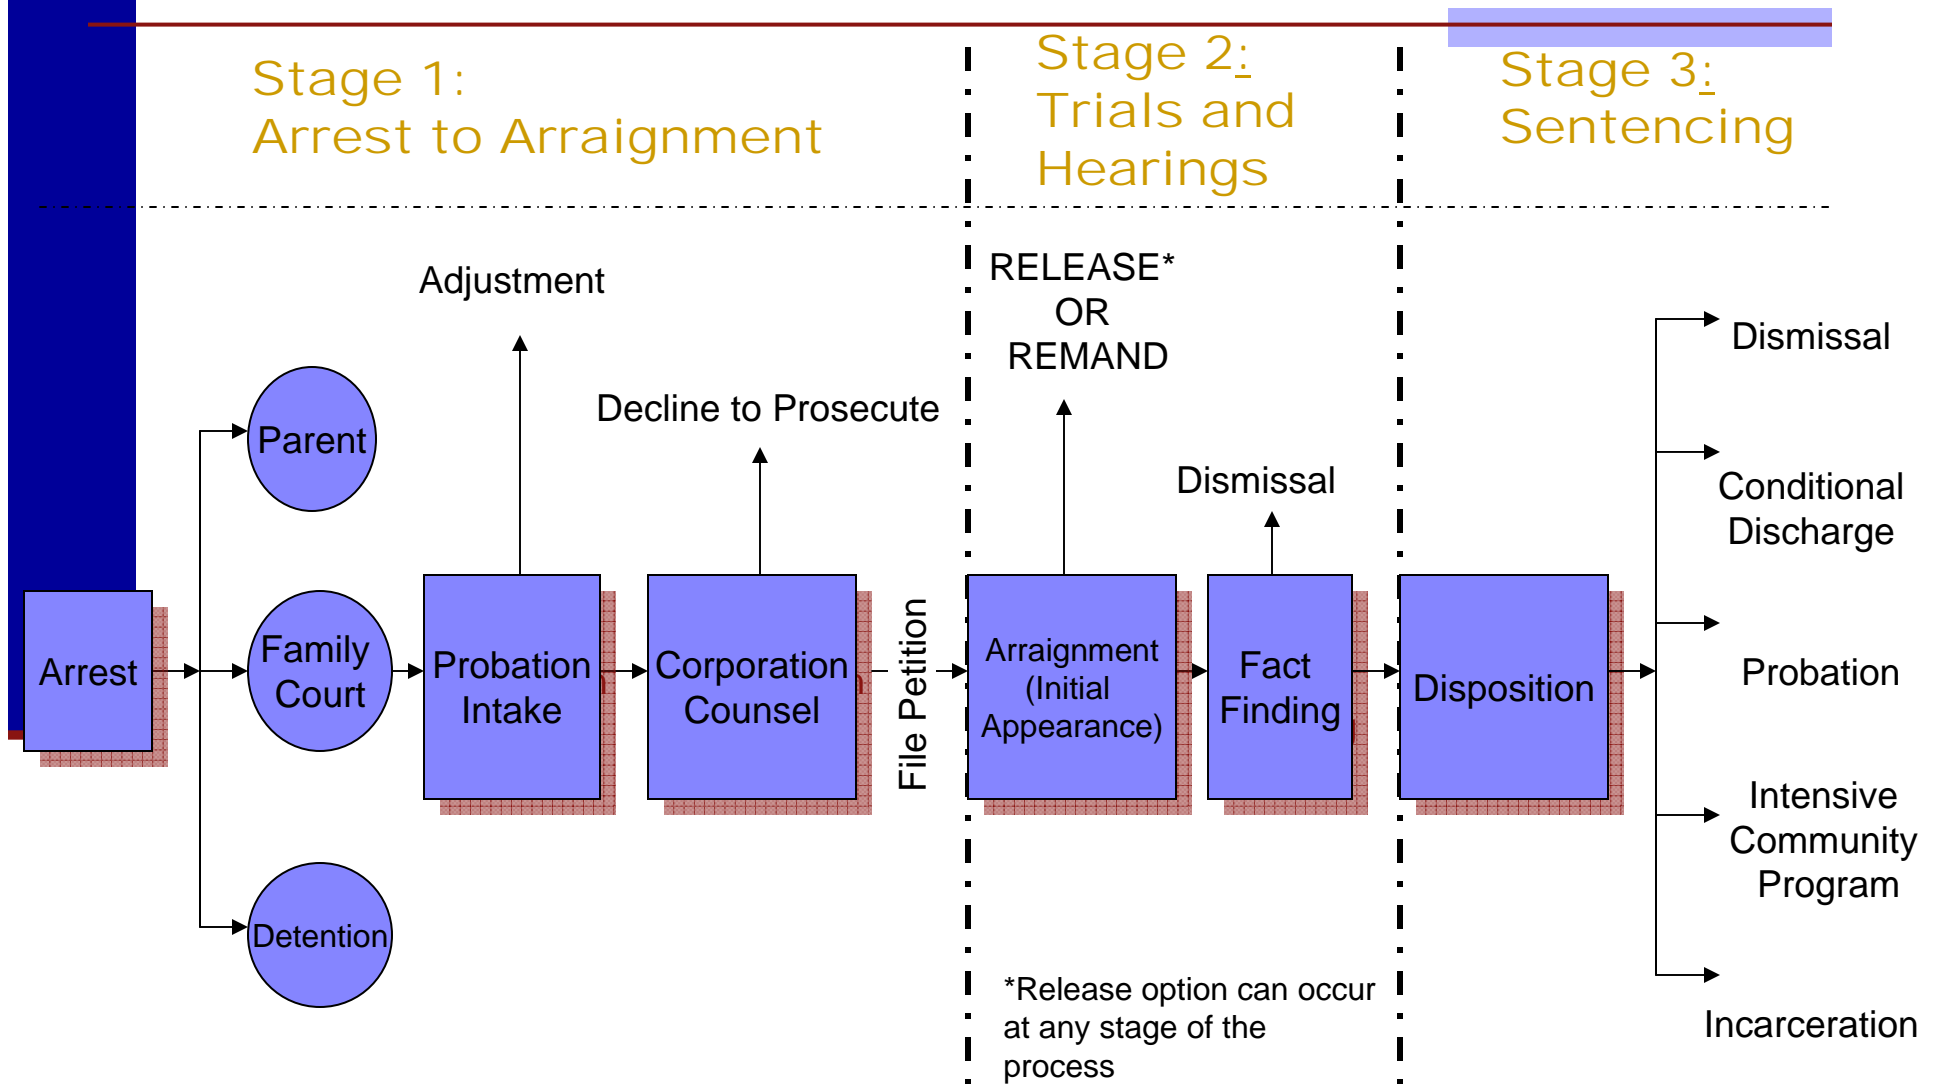 Stage 1:
Arrest to Arraignment
Stage 2:
Trials and
Hearings
Stage 3:
Sentencing
Adjustment
Decline to Prosecute
RELEASE*
OR
REMAND
Dismissal
Parent
Arrest
Family
Court
Detention
Probation
Intake
Corporation
Counsel
File Petition
Arraignment
(Initial
Appearance)
Fact
Finding
Disposition
Dismissal
Conditional
Discharge
Probation
Intensive
Community
Program
Incarceration
*Release option can occur
at any stage of the
process